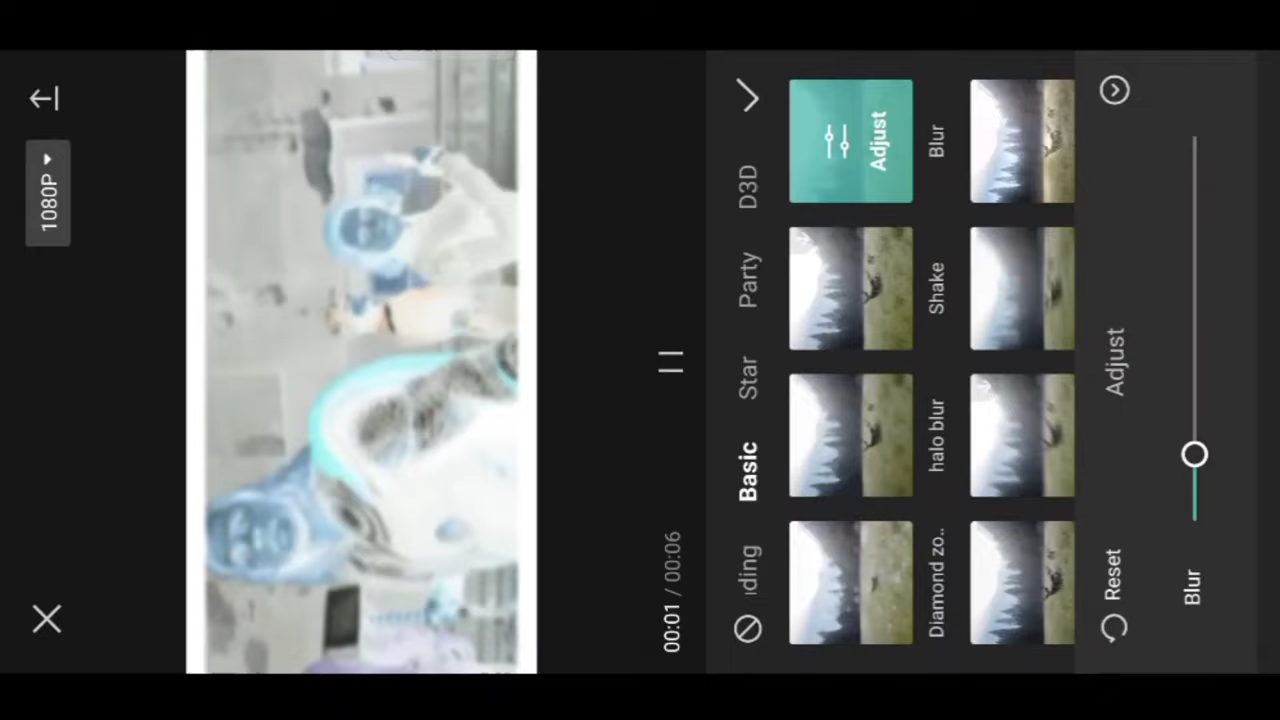 1080P
00:01 / 00:06
ding
Basic
Star
Party
D3D
Diamond zo..
halo blur
Shake
Blur
Adjust
Reset
Adjust
Blur